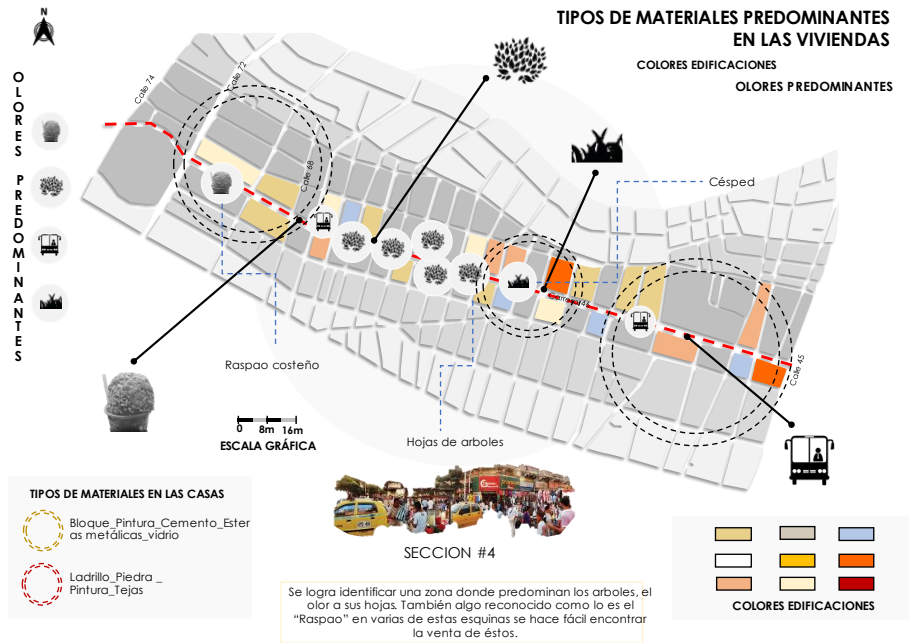 TIPOS DE MATERIALES PREDOMINANTES
EN LAS VIVIENDAS
COLORES EDIFICACIONES
OLORES PREDOMINANTES
N
OLORES PREDOMINANTES
Calle 74
Calle 72
Calle 68
Césped
Calle 45
Raspao costeño
Hojas de arboles
0 8m 16m
ESCALA GRÁFICA
TIPOS DE MATERIALES EN LAS CASAS
Bloque_Pintura_Cemento_Ester
as metálicas_vidrio
Ladrillo_Piedra _
Pintura_Tejas
SECCION #4
Se logra identificar una zona donde predominan los arboles, el
olor a sus hojas. También algo reconocido como lo es el
“Raspao” en varias de estas esquinas se hace fácil encontrar
la venta de éstos.
COLORES EDIFICACIONES